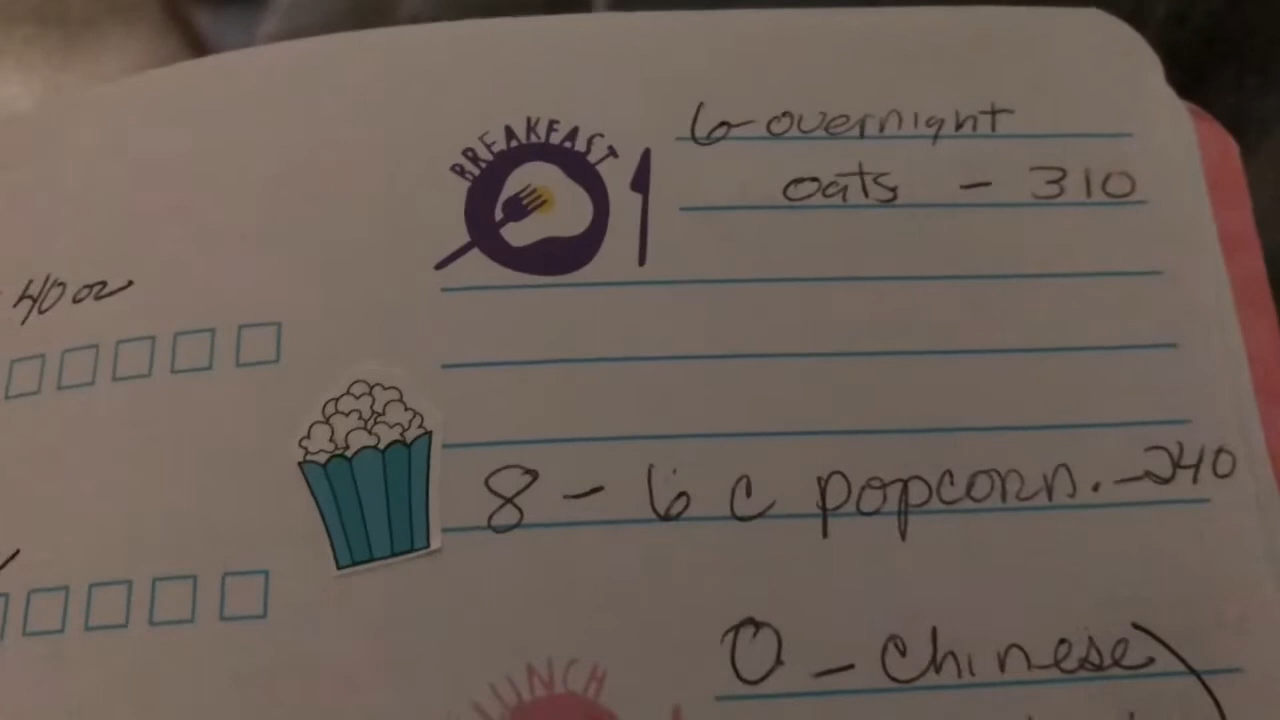 BREAKFAST
6-overnight
oats - 310
40oz
8 - 6 c popcorn. - 240
LUNCH
0 - Chinese